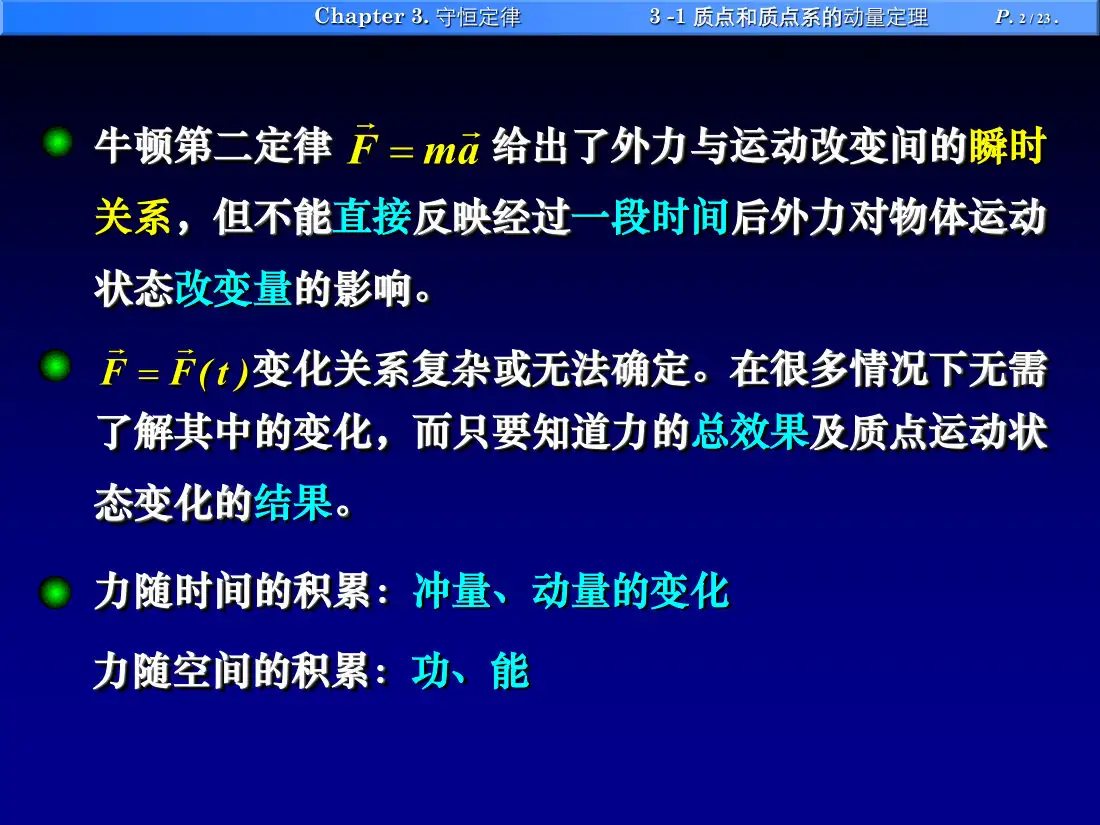 Chapter 3. 守恒定律 3 -1 质点和质点系的动量定理 P. 2 / 23 .
牛顿第二定律 $\vec{F} = m\vec{a}$ 给出了外力与运动改变间的瞬时
关系，但不能直接反映经过一段时间后外力对物体运动
状态改变量的影响。
$\vec{F} = \vec{F}(t)$变化关系复杂或无法确定。在很多情况下无需
了解其中的变化，而只要知道力的总效果及质点运动状
态变化的结果。
力随时间的积累：冲量、动量的变化
力随空间的积累：功、能